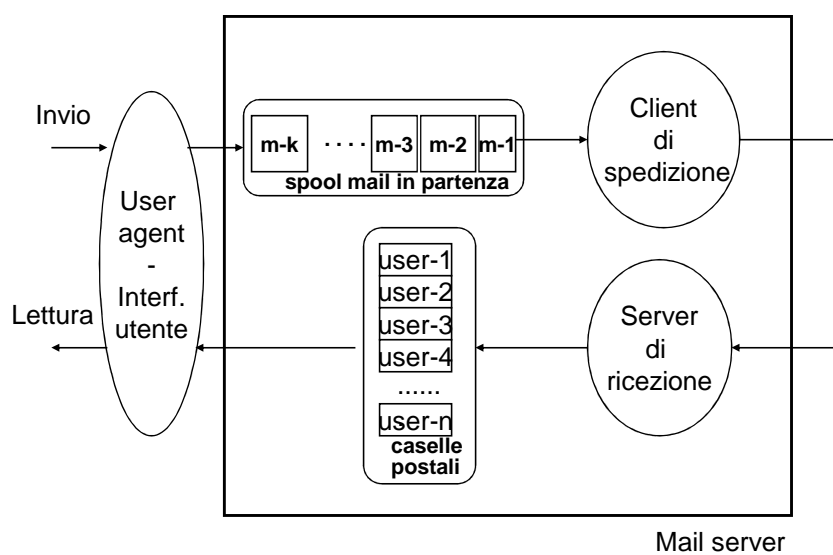 Invio
m-k .... m-3 m-2 m-1
spool mail in partenza
Client
di
spedizione
User
agent
-
Interf.
utente
Lettura
user-1
user-2
user-3
user-4
......
user-n
caselle
postali
Server
di
ricezione
Mail server